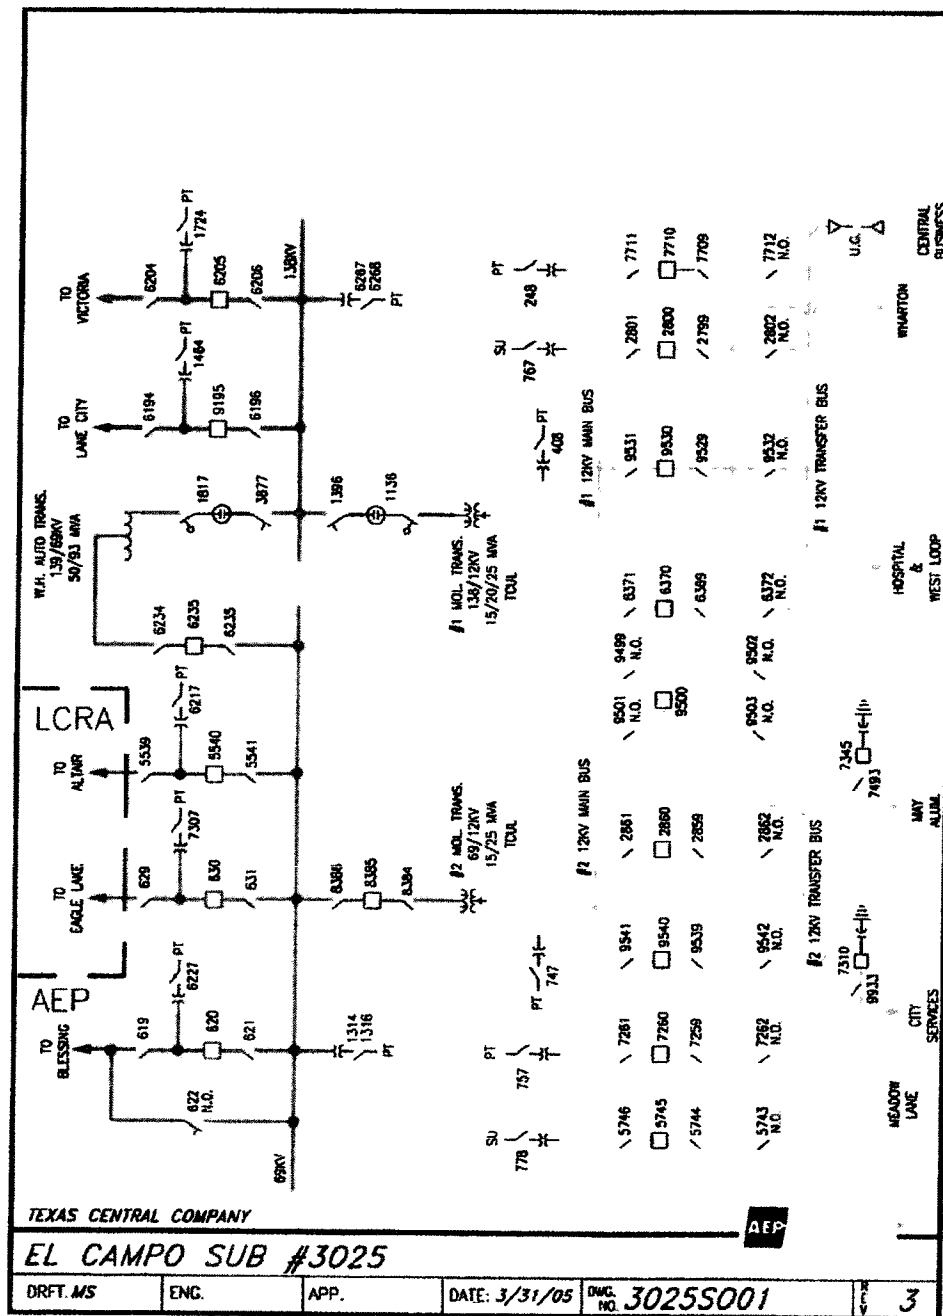 TO
BLESSING
619
6227
PT
620
621
622
N.O.
69KV
1314
1316
PT
AEP
LCRA
TO
EAGLE LAKE
629
7307
PT
630
631
8386
8385
8384
#2 MOL. TRANS.
69/12KV
15/25 MVA
TCUL
TO
ALTAIR
5539
6217
PT
5540
5541
W.H. AUTO TRANS.
139/69KV
50/93 MVA
6234
6235
6235
1817
3877
1396
1136
#1 MOL. TRANS.
138/12KV
15/20/25 MVA
TCUL
TO
LANE CITY
6194
1484
PT
9195
6196
TO
VICTORIA
6204
1724
PT
6205
6206
138KV
6267
6268
PT
SU
778
PT
757
PT
747
PT
408
SU
767
PT
248
#2 12KV MAIN BUS
#1 12KV MAIN BUS
5746
5745
5744
5743
N.O.
7261
7260
7259
7262
N.O.
9541
9540
9539
9542
N.O.
2861
2860
2859
2862
N.O.
9501
N.O.
9499
N.O.
9500
9503
N.O.
9502
N.O.
6371
6370
6369
6372
N.O.
9531
9530
9529
9532
N.O.
2801
2800
2799
2802
N.O.
7711
7710
7709
7712
N.O.
#2 12KV TRANSFER BUS
#1 12KV TRANSFER BUS
7310
9933
7345
7493
U.G.
MEADOW
LANE
CITY
SERVICES
MAY
ALUM.
HOSPITAL
&
WEST LOOP
WHARTON
CENTRAL
BUSINESS
TEXAS CENTRAL COMPANY
AEP
EL CAMPO SUB #3025
DRFT. MS
ENG.
APP.
DATE: 3/31/05
DWG. NO. 3025S001
REV 3